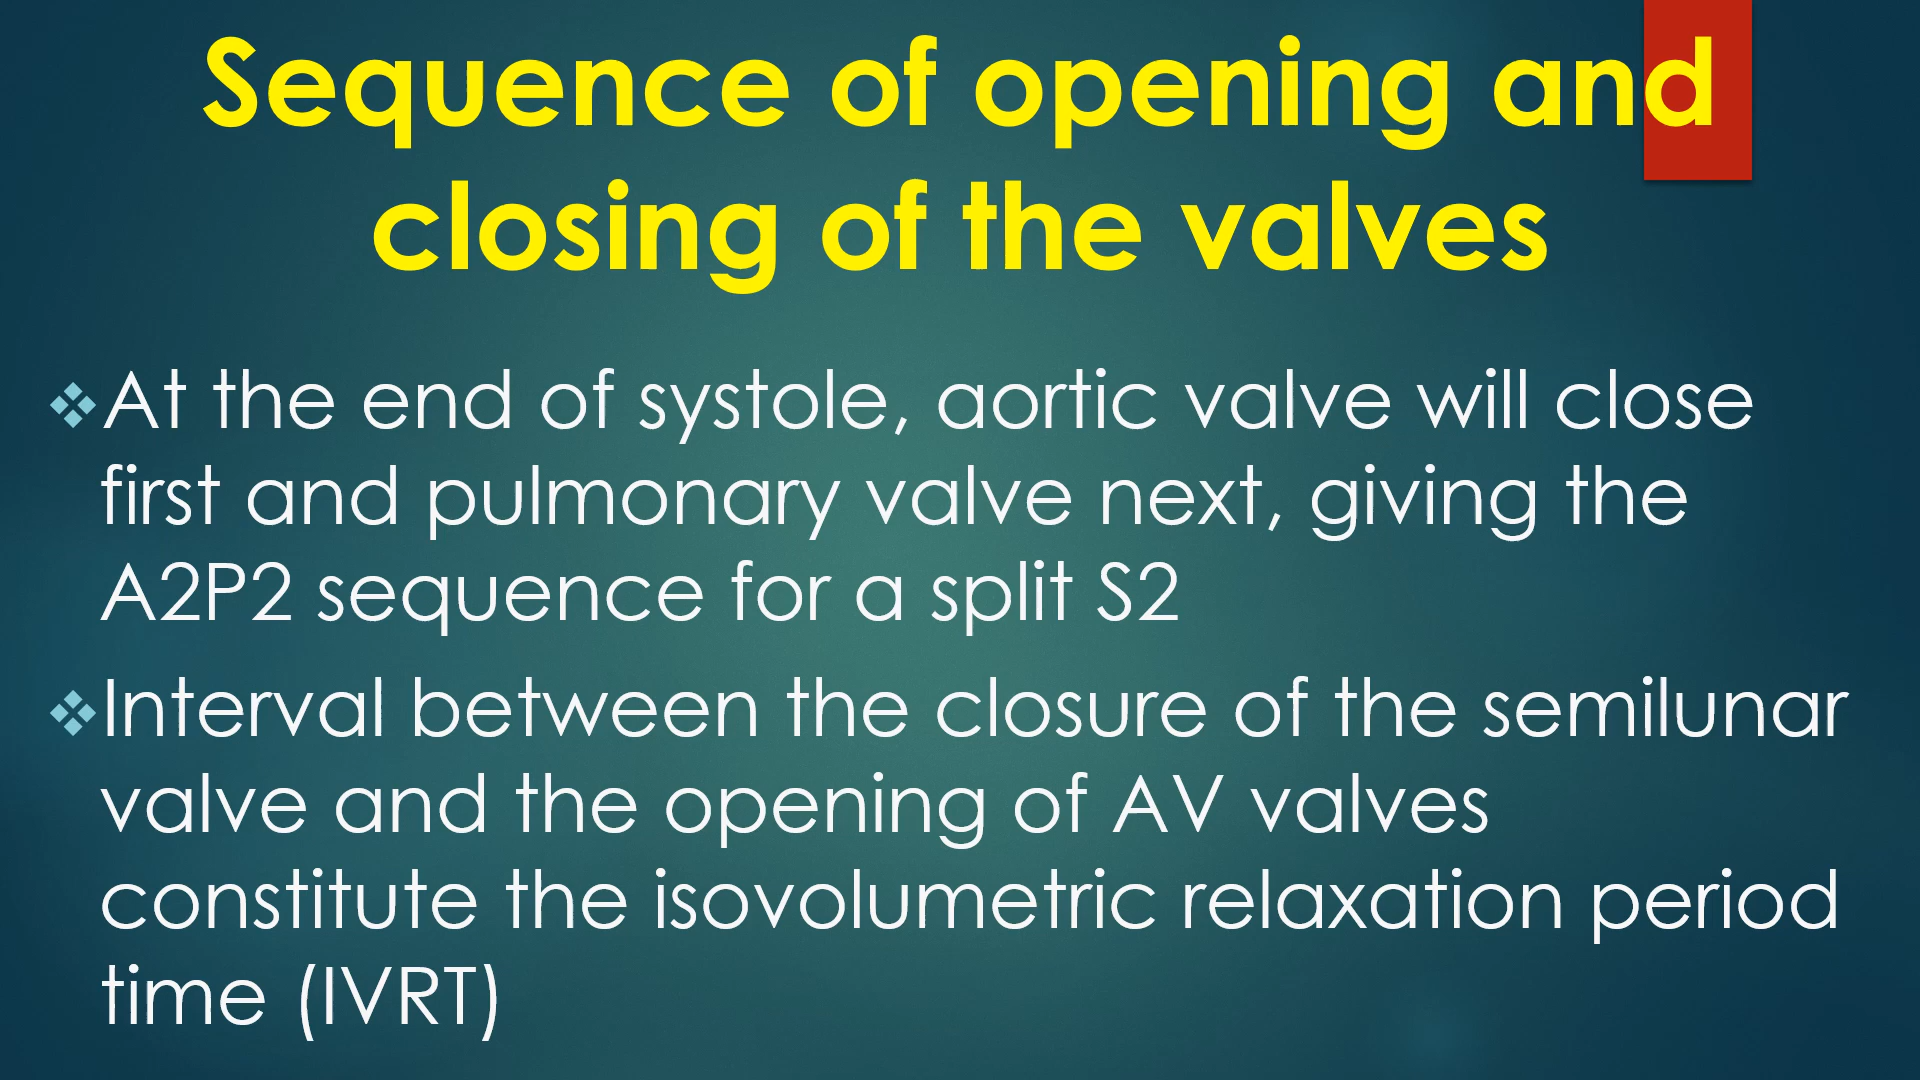 Sequence of opening and
closing of the valves
❖At the end of systole, aortic valve will close
first and pulmonary valve next, giving the
A2P2 sequence for a split S2
❖Interval between the closure of the semilunar
valve and the opening of AV valves
constitute the isovolumetric relaxation period
time (IVRT)